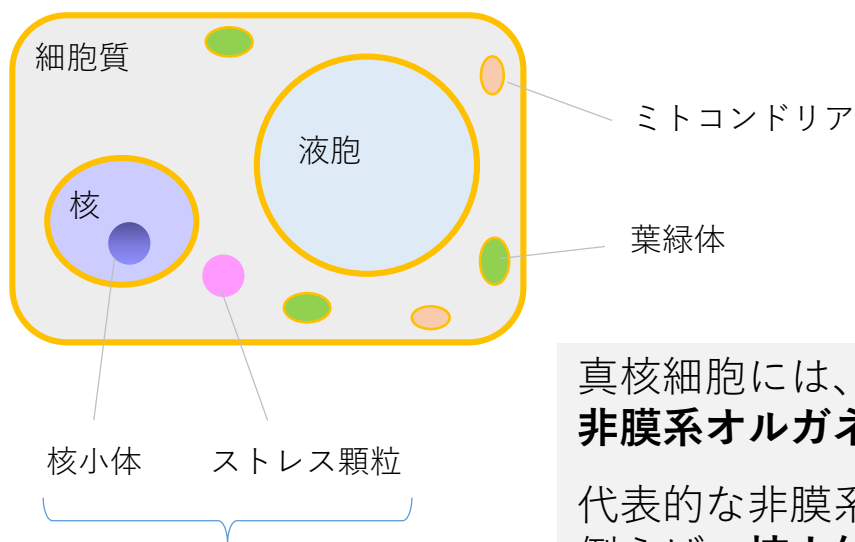 細胞質
ミトコンドリア
液胞
核
葉緑体
核小体
ストレス顆粒
真核細胞には、
非膜系オルガネ
代表的な非膜系